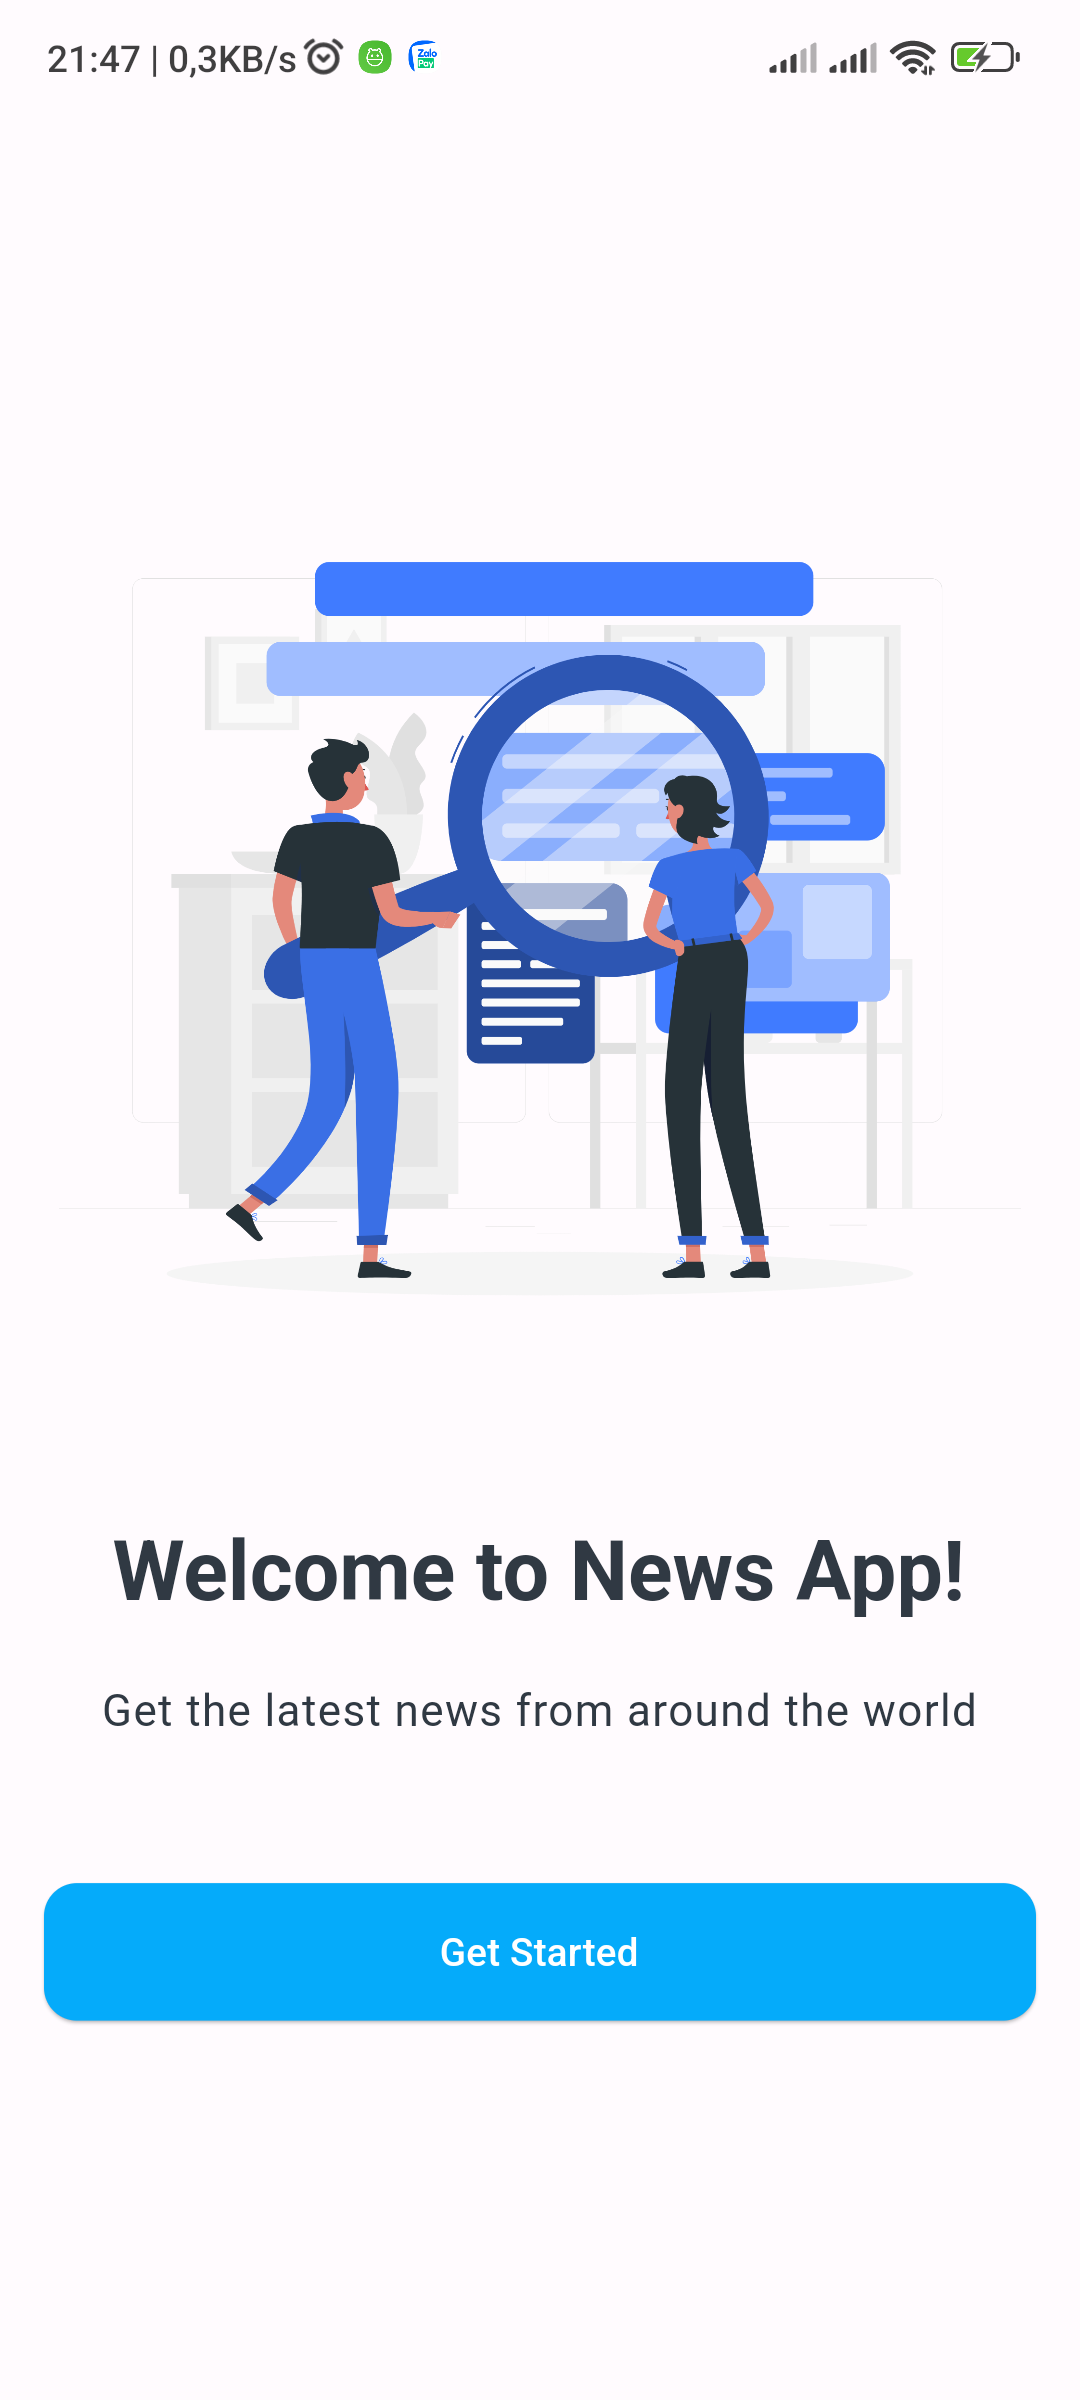 21:47 | 0,3KB/s
Zalo
Pay
Welcome to News App!
Get the latest news from around the world
Get Started